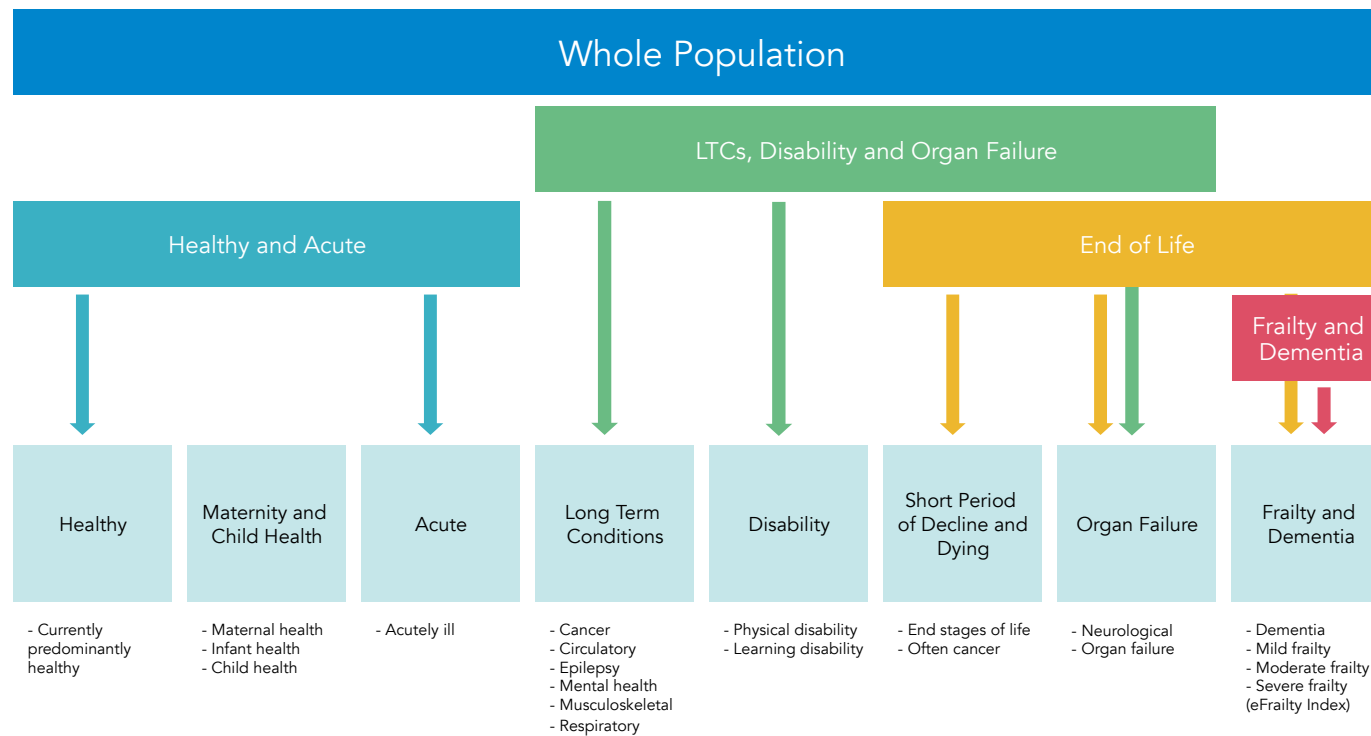 Whole Population
LTCs, Disability and Organ Failure
Healthy and Acute
End of Life
Frailty and
Dementia
Healthy
Maternity and
Child Health
Acute
Long Term
Conditions
Disability
Short Period
of Decline and
Dying
Organ Failure
Frailty and
Dementia
- Currently
predominantly
healthy
- Maternal health
- Infant health
- Child health
- Acutely ill
- Cancer
- Circulatory
- Epilepsy
- Mental health
- Musculoskeletal
- Respiratory
- Physical disability
- Learning disability
- End stages of life
- Often cancer
- Neurological
- Organ failure
- Dementia
- Mild frailty
- Moderate frailty
- Severe frailty
(eFrailty Index)